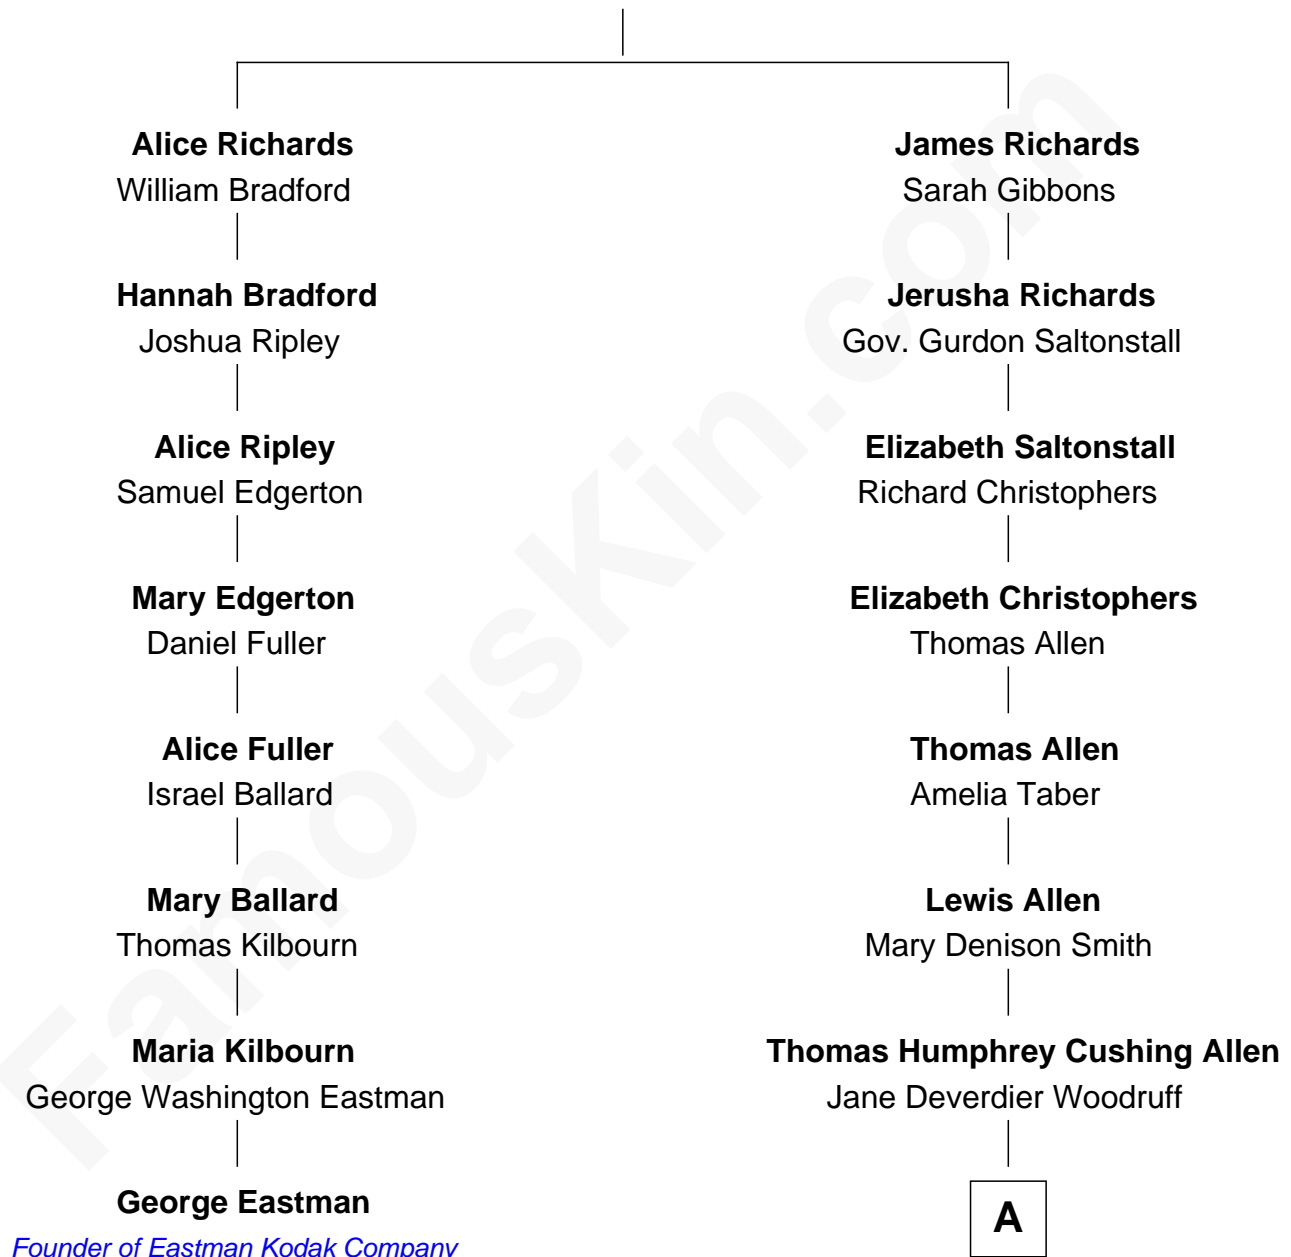 Alice Richards
William Bradford
Hannah Bradford
Joshua Ripley
Alice Ripley
Samuel Edgerton
Mary Edgerton
Daniel Fuller
Alice Fuller
Israel Ballard
Mary Ballard
Thomas Kilbourn
Maria Kilbourn
George Washington Eastman
George Eastman
Founder of Eastman Kodak Company
James Richards
Sarah Gibbons
Jerusha Richards
Gov. Gurdon Saltonstall
Elizabeth Saltonstall
Richard Christophers
Elizabeth Christophers
Thomas Allen
Thomas Allen
Amelia Taber
Lewis Allen
Mary Denison Smith
Thomas Humphrey Cushing Allen
Jane Deverdier Woodruff
A
FamousKin.com